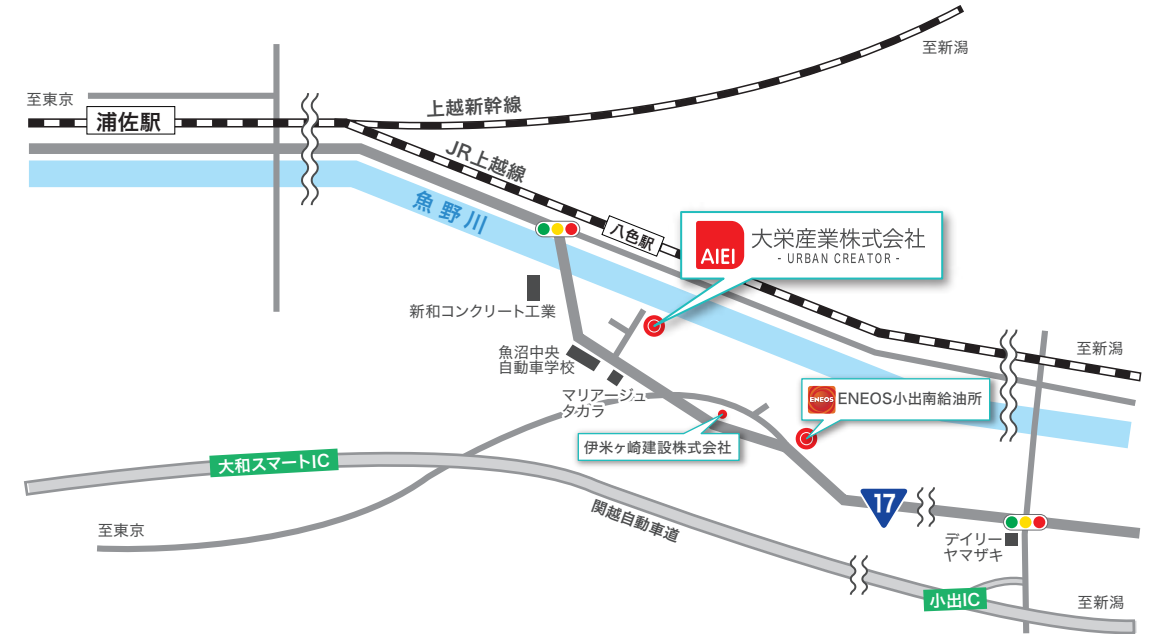 至新潟
至東京
浦佐駅
上越新幹線
JR上越線
魚野川
八色駅
AIEI
大栄産業株式会社
- URBAN CREATOR -
新和コンクリート工業
魚沼中央
自動車学校
マリアージュ
タガラ
至新潟
ENEOS
ENEOS小出南給油所
伊米ヶ崎建設株式会社
大和スマートIC
17
至東京
関越自動車道
デイリー
ヤマザキ
小出IC
至新潟